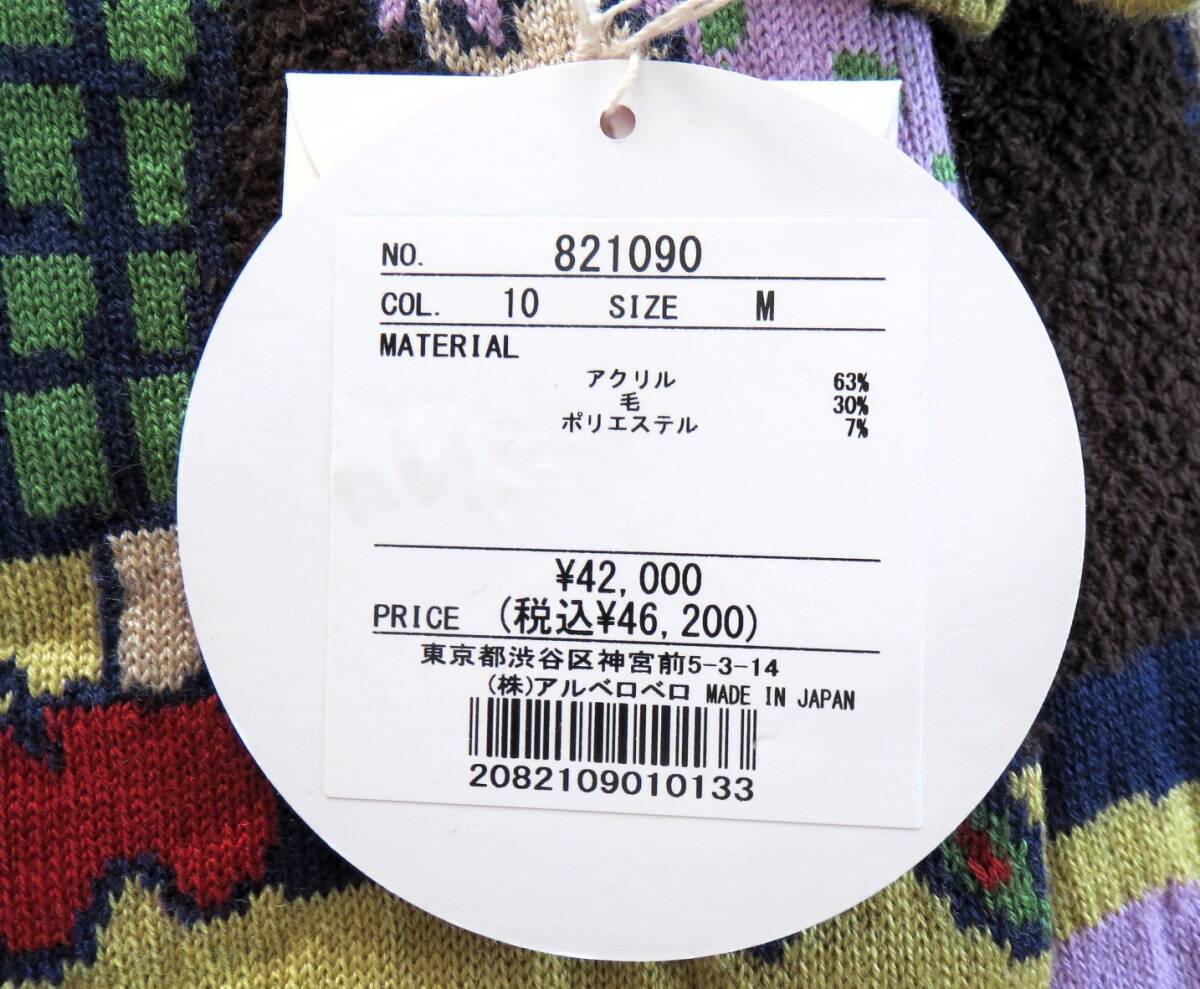 NO. 821090
COL. 10 SIZE M
MATERIAL
アクリル 63%
毛 30%
ポリエステル 7%
¥42,000
PRICE (税込¥46,200)
東京都渋谷区神宮前5-3-14
(株)アルベロベロ MADE IN JAPAN
2082109010133